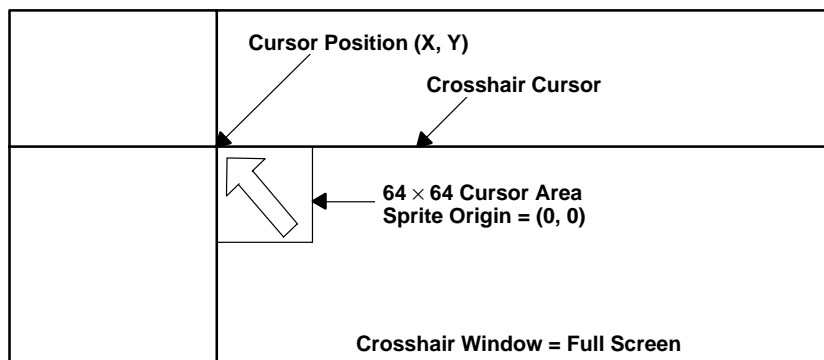 Cursor Position (X, Y)
Crosshair Cursor
64 × 64 Cursor Area
Sprite Origin = (0, 0)
Crosshair Window = Full Screen